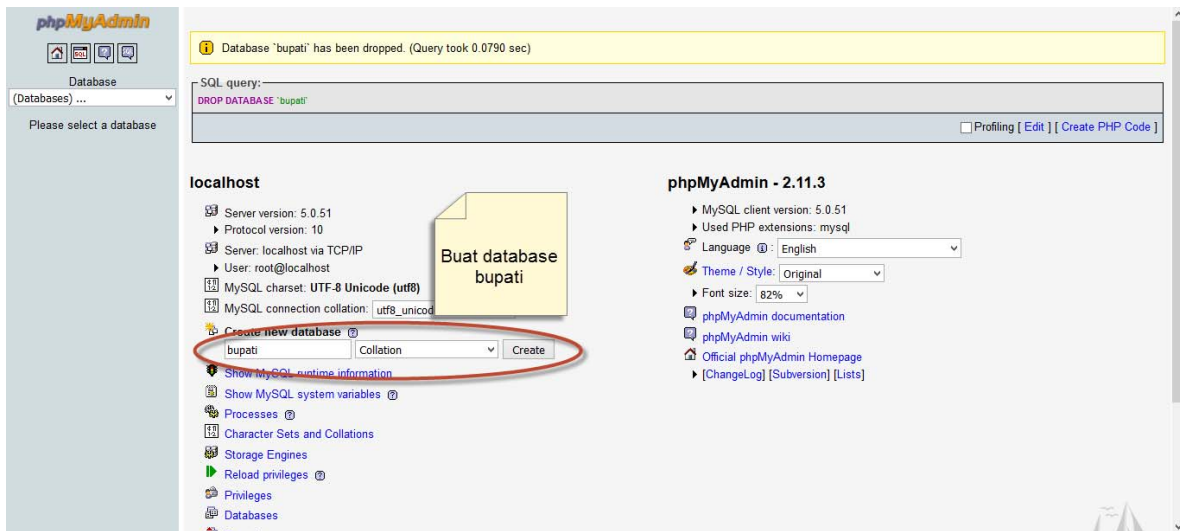 phpMyAdmin
SQL
Database
(Databases) ...
Please select a database
Database `bupati` has been dropped. (Query took 0.0790 sec)
SQL query:
DROP DATABASE `bupati`
Profiling [ Edit ] [ Create PHP Code ]
localhost
Server version: 5.0.51
Protocol version: 10
Server: localhost via TCP/IP
User: root@localhost
MySQL charset: UTF-8 Unicode (utf8)
MySQL connection collation: utf8_unicod
Create new database
bupati Collation Create
Show MySQL runtime information
Show MySQL system variables
Processes
Character Sets and Collations
Storage Engines
Reload privileges
Privileges
Databases
Buat database
bupati
phpMyAdmin - 2.11.3
MySQL client version: 5.0.51
Used PHP extensions: mysql
Language : English
Theme / Style: Original
Font size: 82%
phpMyAdmin documentation
phpMyAdmin wiki
Official phpMyAdmin Homepage
[ChangeLog] [Subversion] [Lists]